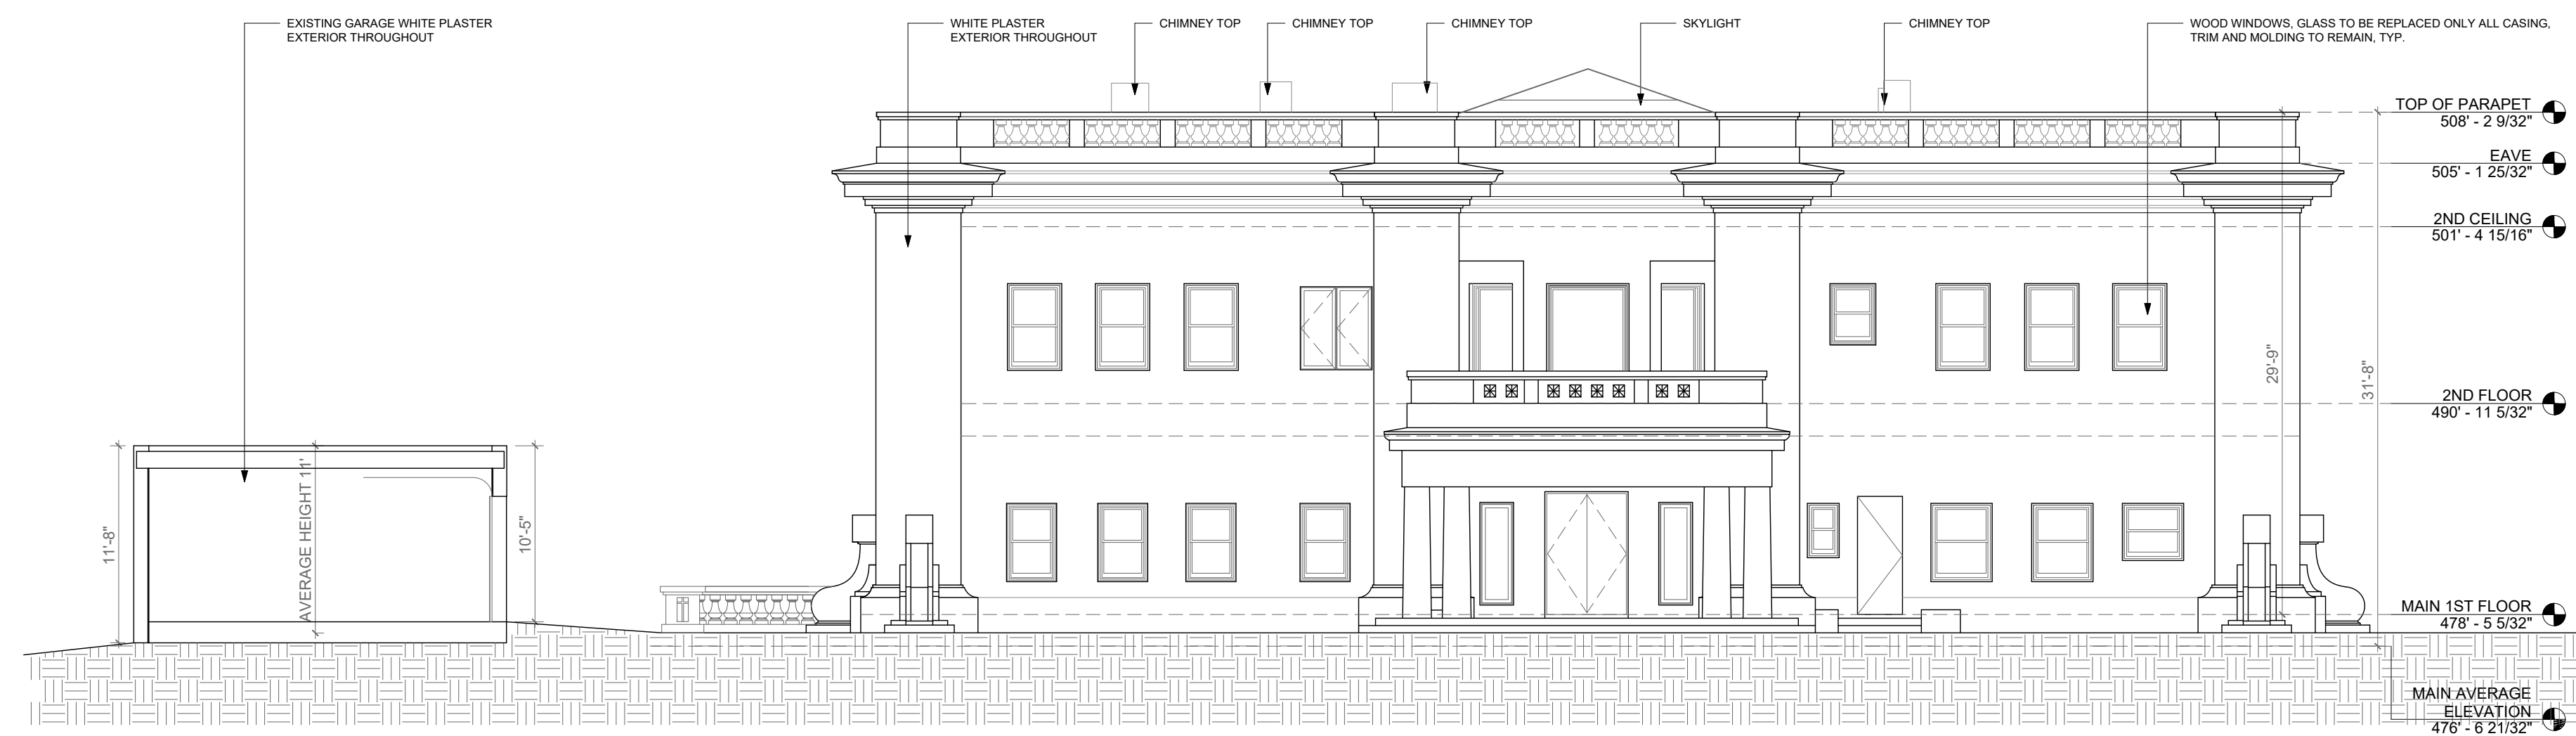 EXISTING GARAGE WHITE PLASTER
EXTERIOR THROUGHOUT
WHITE PLASTER
EXTERIOR THROUGHOUT
CHIMNEY TOP
CHIMNEY TOP
CHIMNEY TOP
SKYLIGHT
CHIMNEY TOP
WOOD WINDOWS, GLASS TO BE REPLACED ONLY ALL CASING,
TRIM AND MOLDING TO REMAIN, TYP.
TOP OF PARAPET
508' - 2 9/32"
EAVE
505' - 1 25/32"
2ND CEILING
501' - 4 15/16"
29'-9"
31'-8"
2ND FLOOR
490' - 11 5/32"
11'-8"
AVERAGE HEIGHT 11'
10'-5"
MAIN 1ST FLOOR
478' - 5 5/32"
MAIN AVERAGE
ELEVATION
476' - 6 21/32"